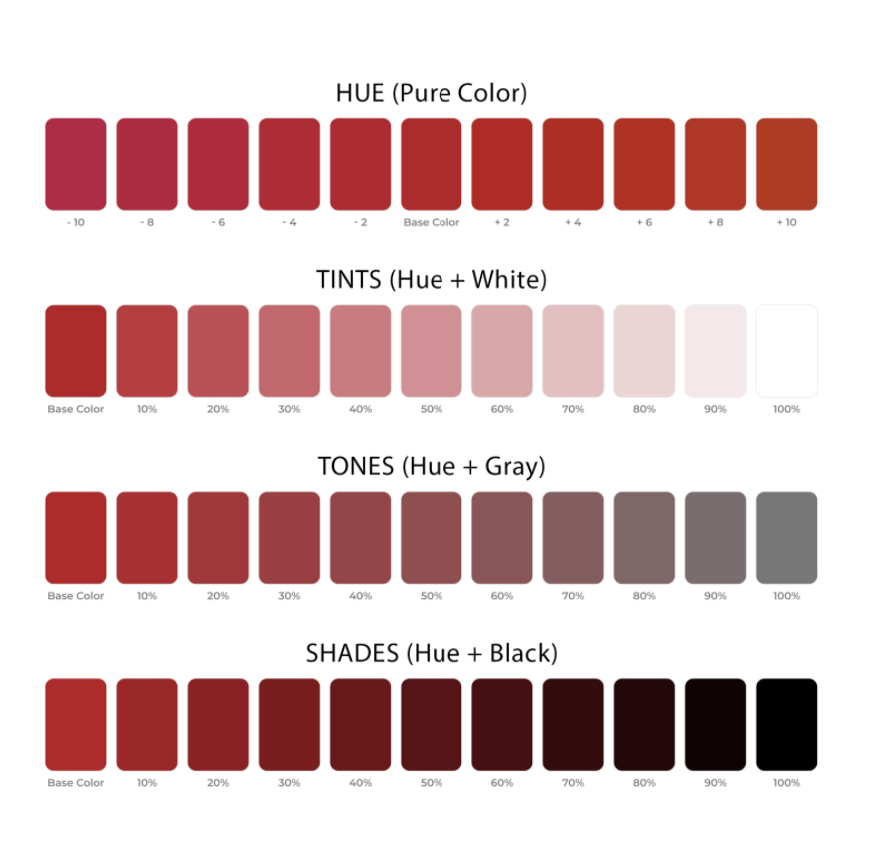 HUE (Pure Color)
- 10 - 8 - 6 - 4 - 2 Base Color + 2 + 4 + 6 + 8 + 10
TINTS (Hue + White)
Base Color 10% 20% 30% 40% 50% 60% 70% 80% 90% 100%
TONES (Hue + Gray)
Base Color 10% 20% 30% 40% 50% 60% 70% 80% 90% 100%
SHADES (Hue + Black)
Base Color 10% 20% 30% 40% 50% 60% 70% 80% 90% 100%